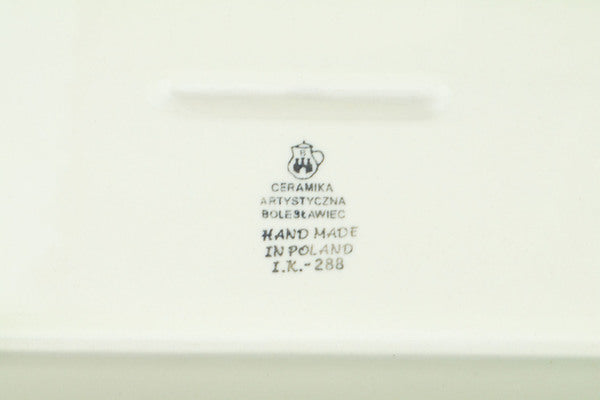 B
CERAMIKA
ARTYSTYCZNA
BOLESŁAWIEC
HAND MADE
IN POLAND
I.K.-288